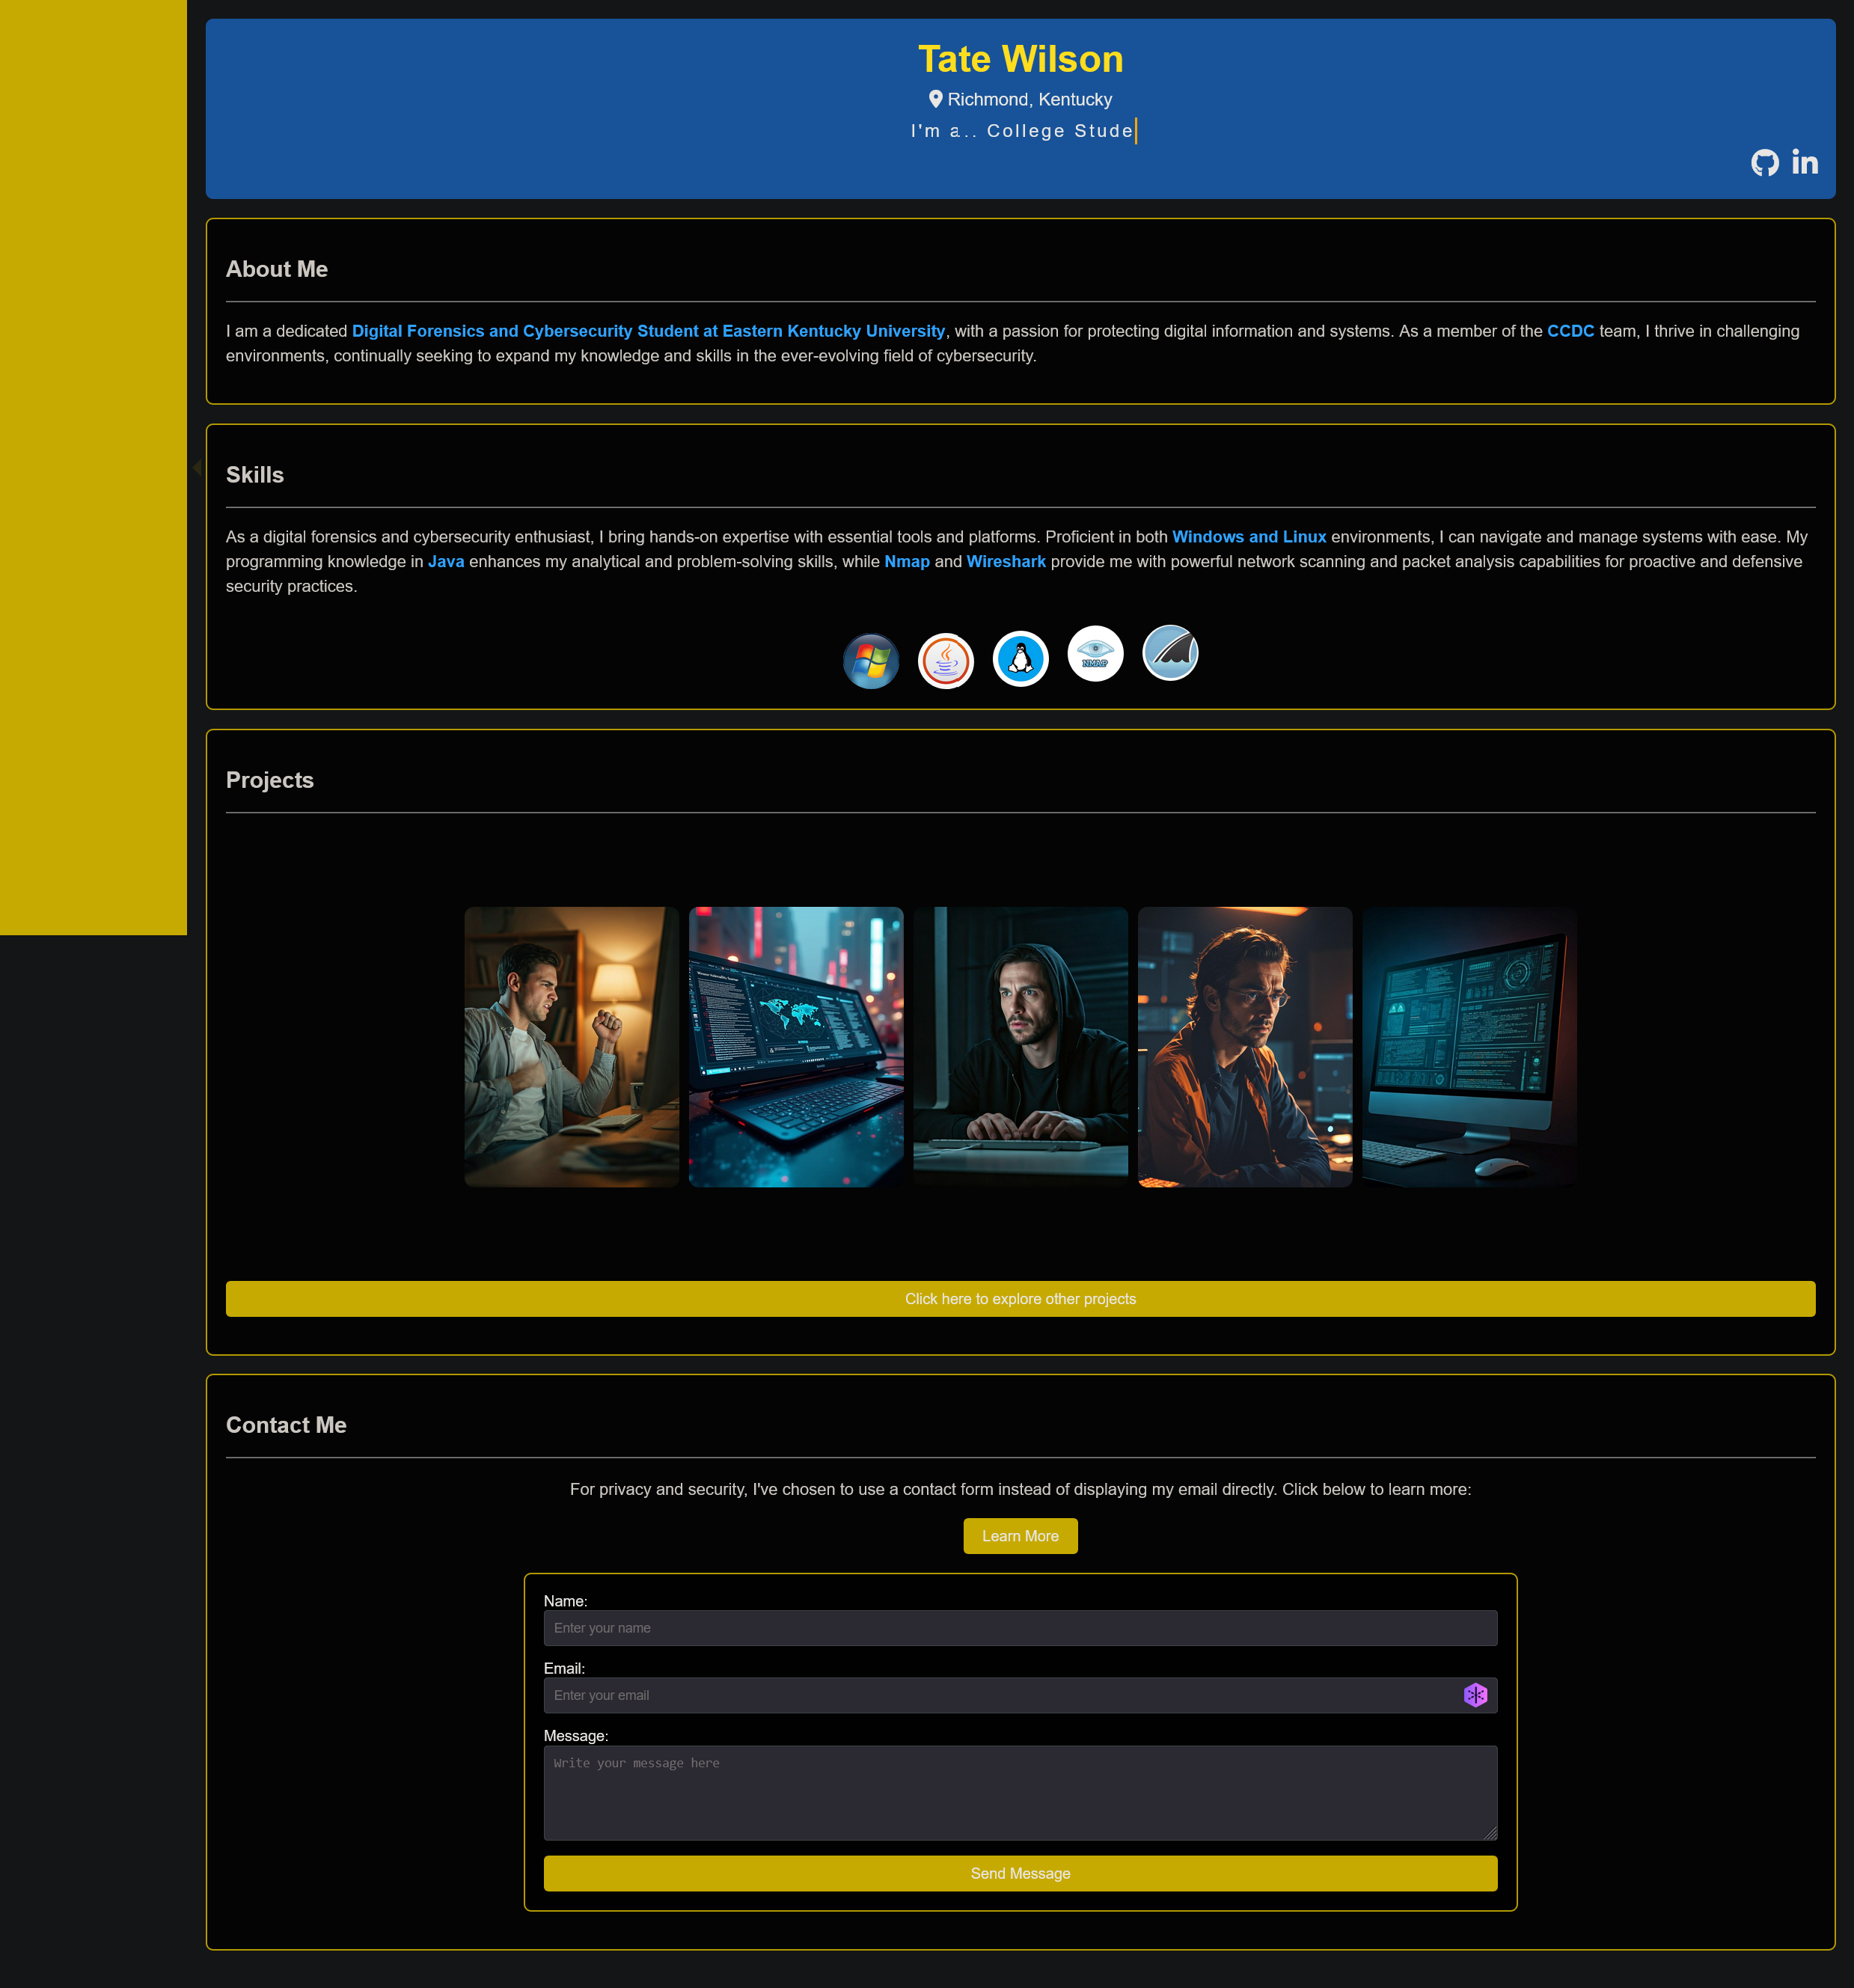 Tate Wilson
Richmond, Kentucky
I'm a.. College Stude
About Me
I am a dedicated Digital Forensics and Cybersecurity Student at Eastern Kentucky University, with a passion for protecting digital information and systems. As a member of the CCDC team, I thrive in challenging
environments, continually seeking to expand my knowledge and skills in the ever-evolving field of cybersecurity.
Skills
As a digital forensics and cybersecurity enthusiast, I bring hands-on expertise with essential tools and platforms. Proficient in both Windows and Linux environments, I can navigate and manage systems with ease. My
programming knowledge in Java enhances my analytical and problem-solving skills, while Nmap and Wireshark provide me with powerful network scanning and packet analysis capabilities for proactive and defensive
security practices.
NMAP
Projects
Click here to explore other projects
Contact Me
For privacy and security, I've chosen to use a contact form instead of displaying my email directly. Click below to learn more:
Learn More
Name:
Enter your name
Email:
Enter your email
Message:
Write your message here
Send Message